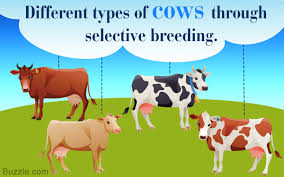 Different types of COWS through
selective breeding.
Buzzle.com